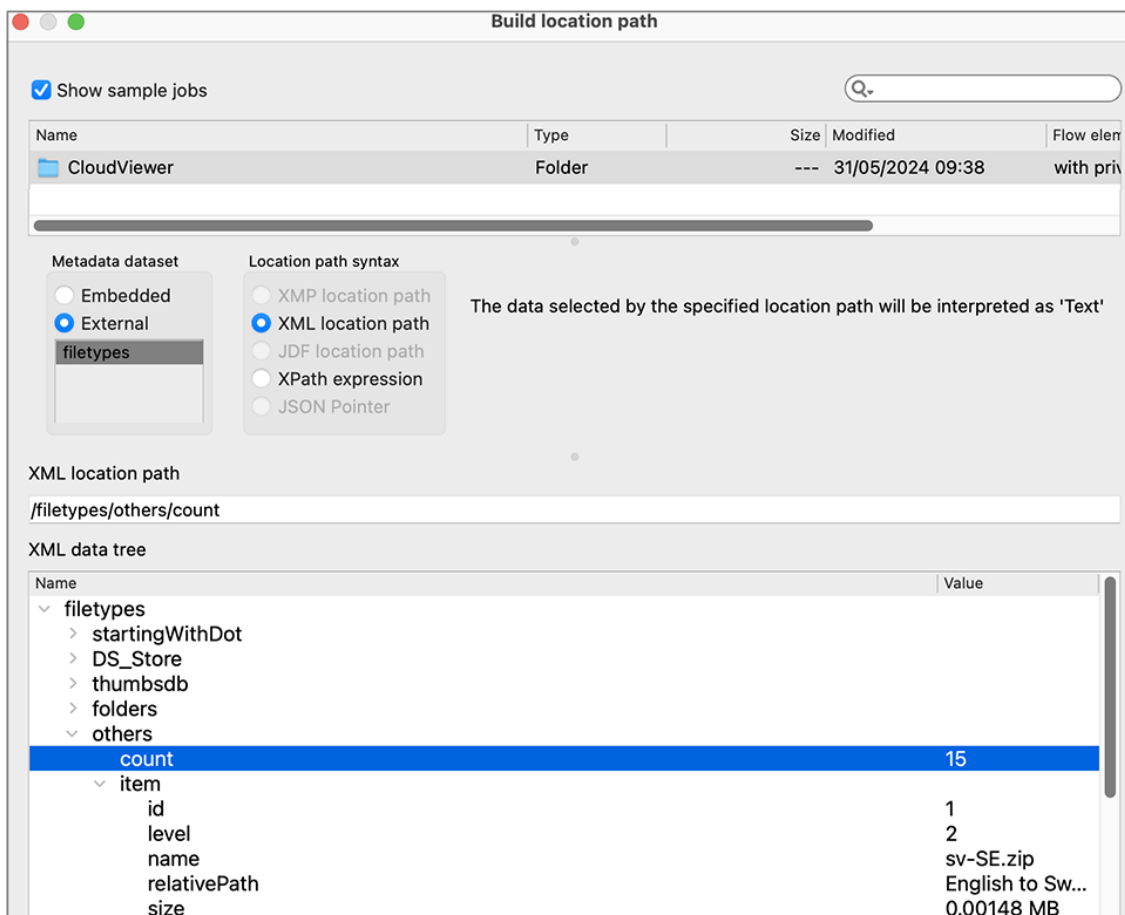 Build location path
Show sample jobs
Name Type Size Modified Flow elem
CloudViewer Folder --- 31/05/2024 09:38 with priv
Metadata dataset Location path syntax
Embedded XMP location path
The data selected by the specified location path will be interpreted as 'Text'
External XML location path
filetypes JDF location path
XPath expression
JSON Pointer
XML location path
/filetypes/others/count
XML data tree
Name Value
filetypes
startingWithDot
DS_Store
thumbsdb
folders
others
count 15
item
id 1
level 2
name sv-SE.zip
relativePath English to Sw...
size 0.00148 MB